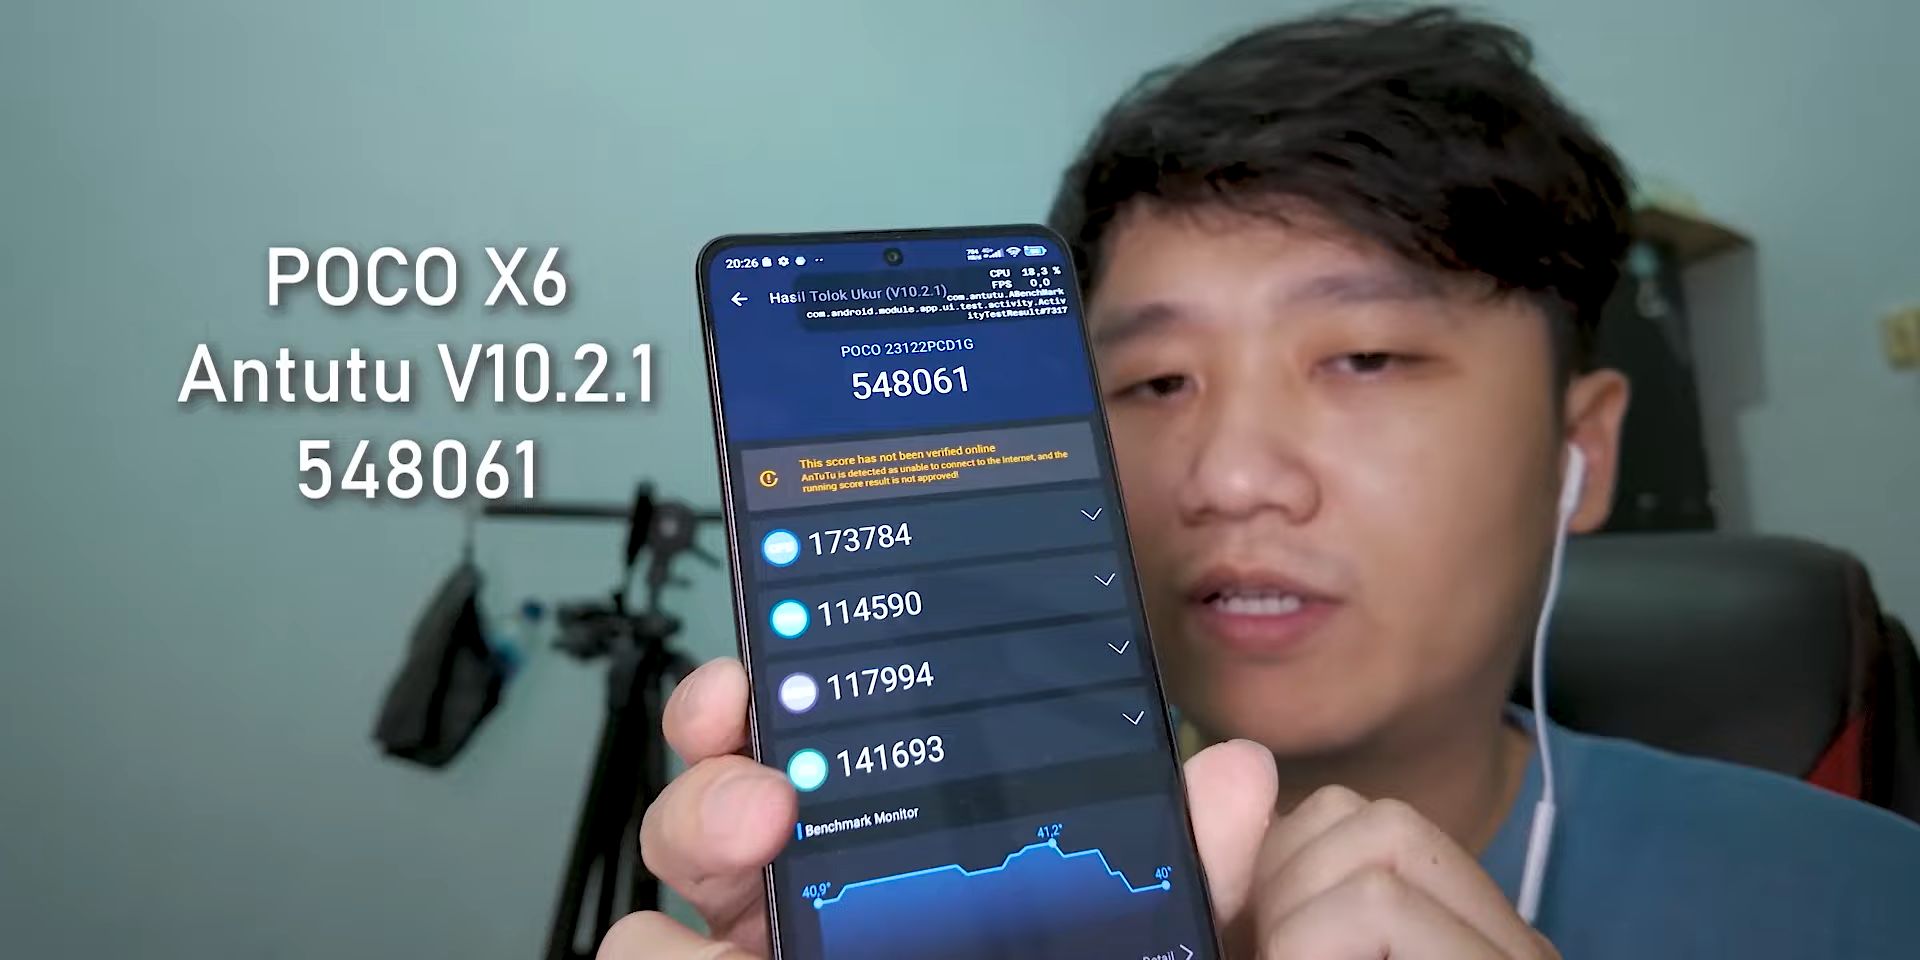 POCO X6
Antutu V10.2.1
548061
20:26
CPU 18,3 %
FPS 0,0
Hasil Tolok Ukur (V10.2.1)
com.antutu.ABenchMark
com.android.module.app.ui.test.activity.Activ
ityTestResult#7317
POCO 23122PCD1G
548061
This score has not been verified online
AnTuTu is detected as unable to connect to the Internet, and the
running score result is not approved!
173784
114590
117994
141693
Benchmark Monitor
41,2°
40,9°
40°
Detail